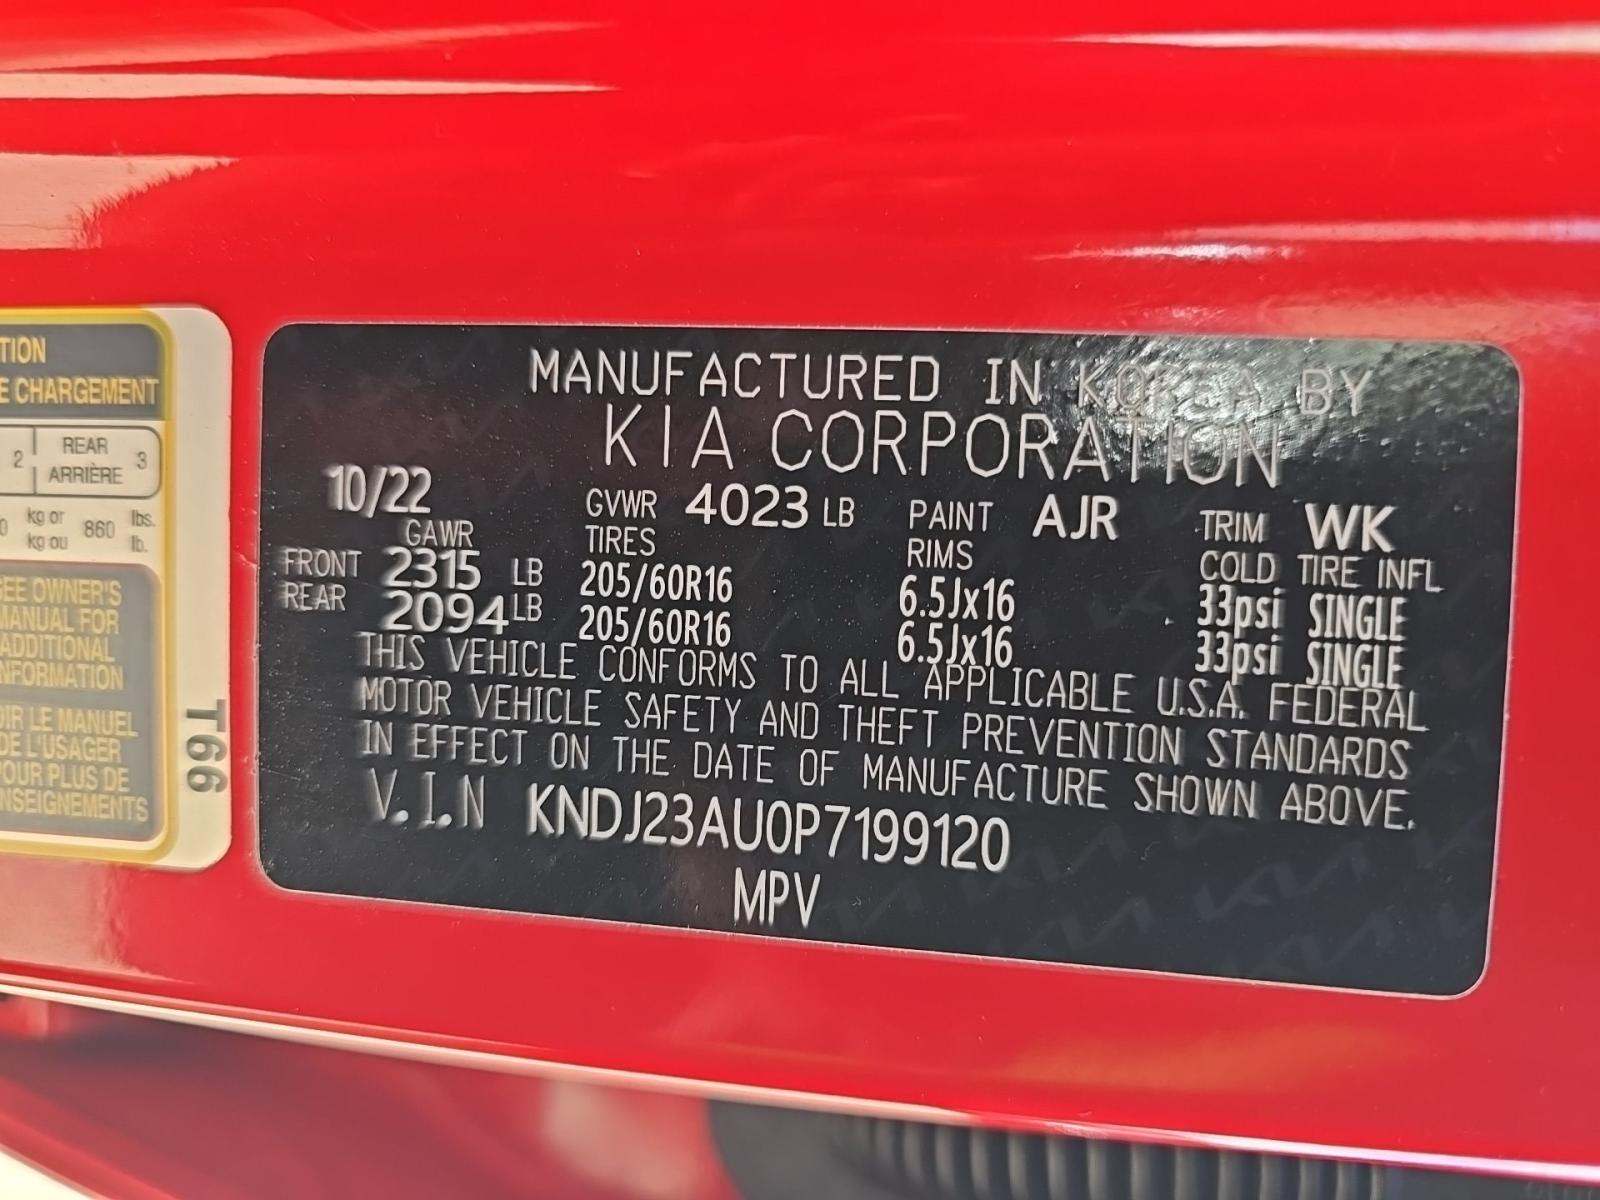 TION
E CHARGEMENT
2 REAR 3
ARRIÈRE
0 kg or 860 lbs.
kg ou lb.
SEE OWNER'S
MANUAL FOR
ADDITIONAL
INFORMATION
OIR LE MANUEL
DE L'USAGER
POUR PLUS DE
NSEIGNEMENTS
T66
MANUFACTURED IN KOREA BY
KIA CORPORATION
10/22 GVWR 4023 LB PAINT AJR TRIM WK
GAWR TIRES RIMS COLD TIRE INFL
FRONT 2315 LB 205/60R16 6.5Jx16 33psi SINGLE
REAR 2094 LB 205/60R16 6.5Jx16 33psi SINGLE
THIS VEHICLE CONFORMS TO ALL APPLICABLE U.S.A. FEDERAL
MOTOR VEHICLE SAFETY AND THEFT PREVENTION STANDARDS
IN EFFECT ON THE DATE OF MANUFACTURE SHOWN ABOVE.
V.I.N KNDJ23AU0P7199120
MPV